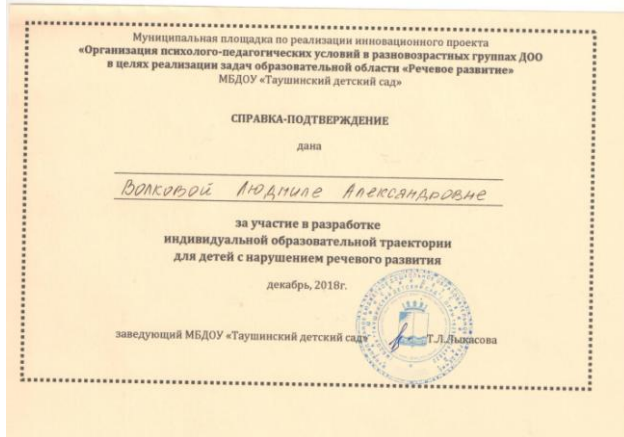 Муниципальная площадка по реализации инновационного проекта
«Организация психолого-педагогических условий в разновозрастных группах ДОО
в целях реализации задач образовательной области «Речевое развитие»
МБДОУ «Таушинский детский сад»
СПРАВКА-ПОДТВЕРЖДЕНИЕ
дана
Волковой Людмиле Александровне
за участие в разработке
индивидуальной образовательной траектории
для детей с нарушением речевого развития
декабрь, 2018г.
заведующий МБДОУ «Таушинский детский сад» Т.Л.